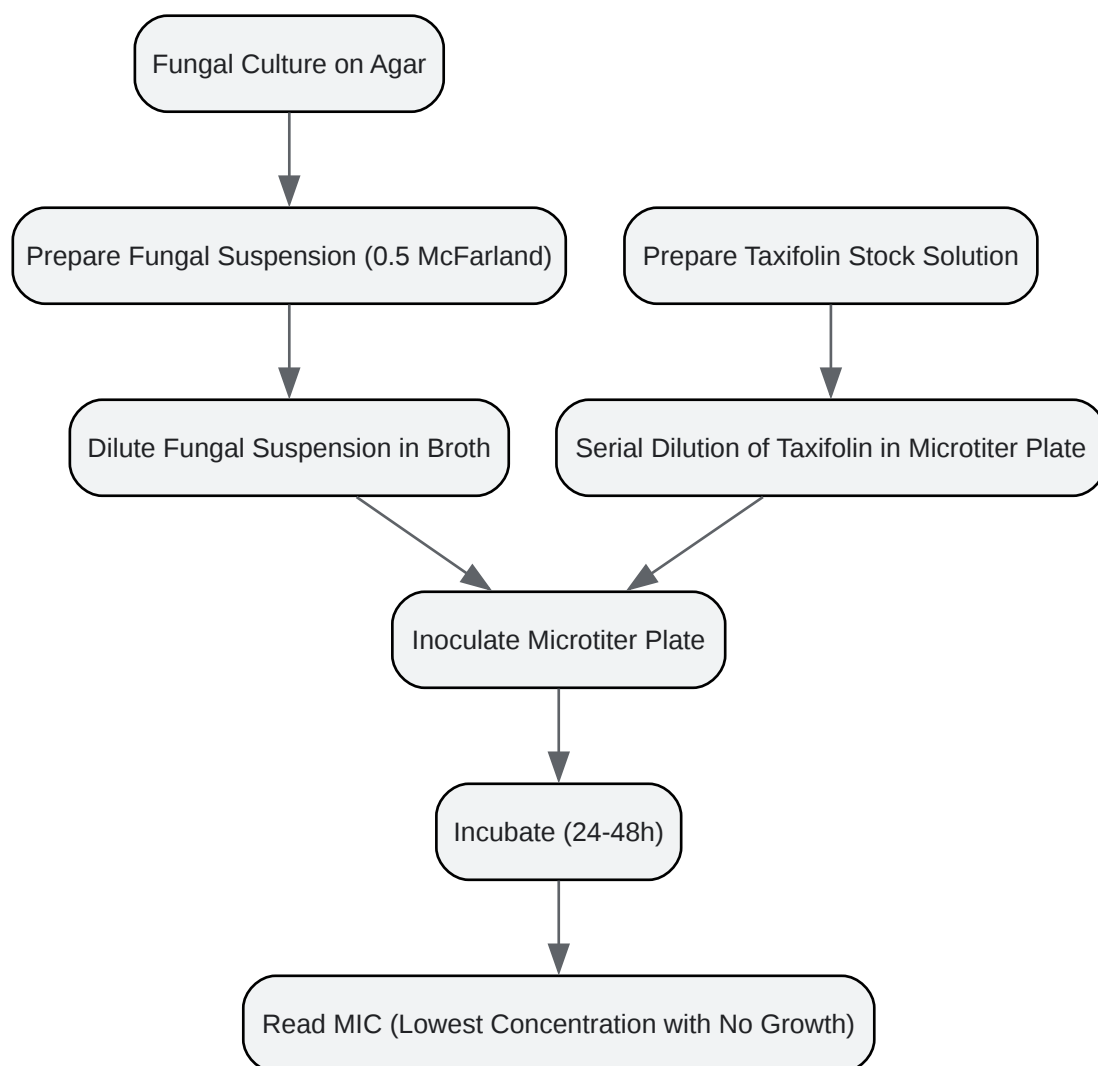 Fungal Culture on Agar
Prepare Fungal Suspension (0.5 McFarland)
Prepare Taxifolin Stock Solution
Dilute Fungal Suspension in Broth
Serial Dilution of Taxifolin in Microtiter Plate
Inoculate Microtiter Plate
Incubate (24-48h)
Read MIC (Lowest Concentration with No Growth)